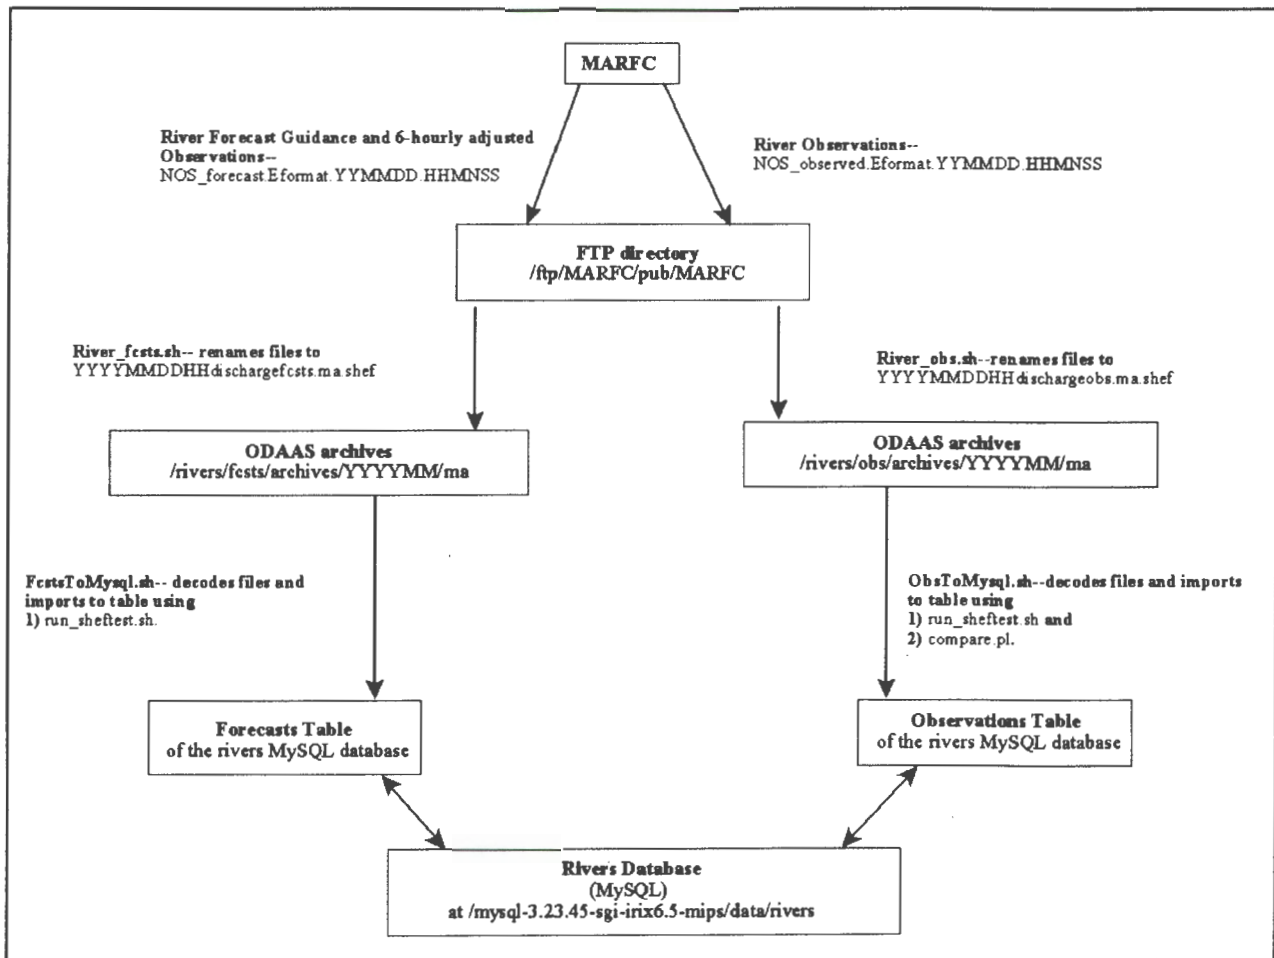 MARFC
River Forecast Guidance and 6-hourly adjusted
Observations--
NOS_forecast.Eformat.YYMMDD.HHMNSS
River Observations--
NOS_observed.Eformat.YYMMDD.HHMNSS
FTP directory
/ftp/MARFC/pub/MARFC
River_fcsts.sh-- renames files to
YYYYMMDDHHdischargefcsts.ma.shef
River_obs.sh--renames files to
YYYYMMDDHHdischargeobs.ma.shef
ODAAS archives
/rivers/fcsts/archives/YYYYMM/ma
ODAAS archives
/rivers/obs/archives/YYYYMM/ma
FcstsToMysql.sh-- decodes files and
imports to table using
1) run_sheftest.sh.
ObsToMysql.sh--decodes files and imports
to table using
1) run_sheftest.sh and
2) compare.pl.
Forecasts Table
of the rivers MySQL database
Observations Table
of the rivers MySQL database
Rivers Database
(MySQL)
at /mysql-3.23.45-sgi-irix6.5-mips/data/rivers